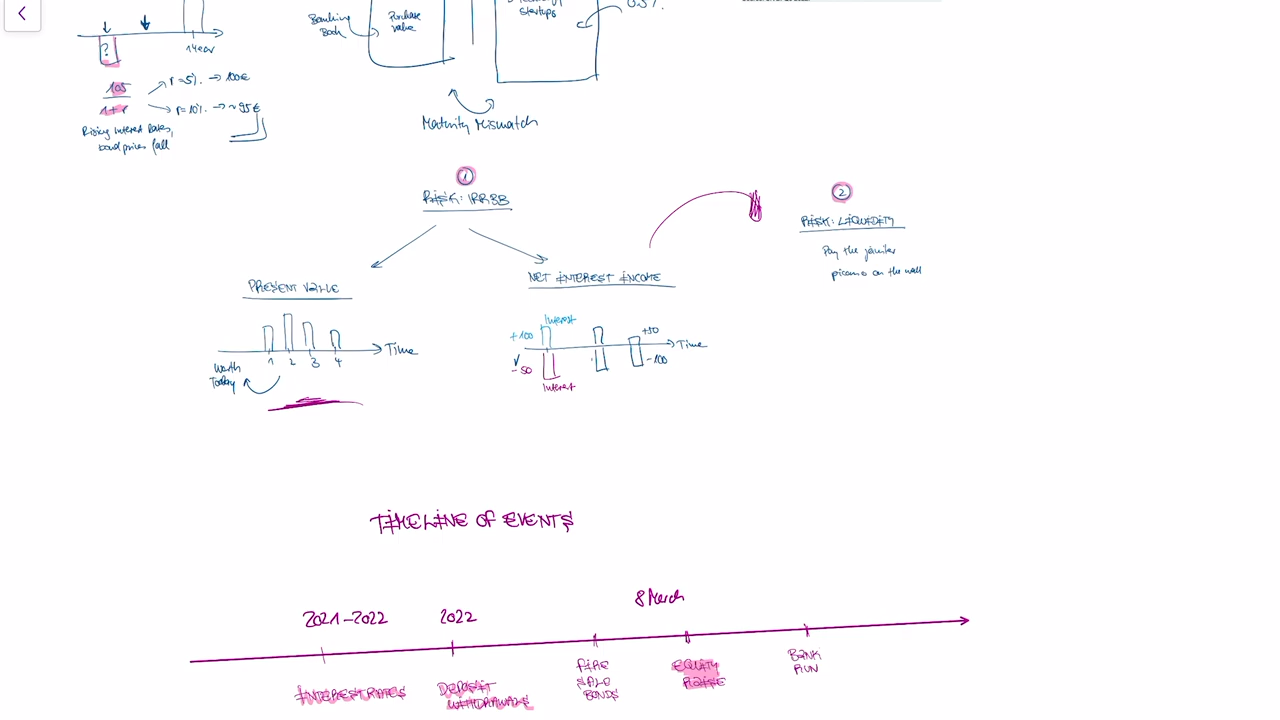 Banking
Book
Purchase
value
Startups
?
1 year
105
1+r
r=5% → 100€
r=10% → ~95€
Rising Interest Rates,
bond prices fall
Maturity Mismatch
1
RISK: IRRBB
2
RISK: LIQUIDITY
Pay the janitor
picasso on the wall
PRESENT VALUE
NET INTEREST INCOME
1 2 3 4
Time
Worth
Today
Interest
+100
-50
Interest
+50
-100
Time
TIMELINE OF EVENTS
2021-2022
2022
8 March
INTEREST RATES
DEPOSIT
WITHDRAWALS
FIRE
SALE
BONDS
EQUITY
RAISE
BANK
RUN